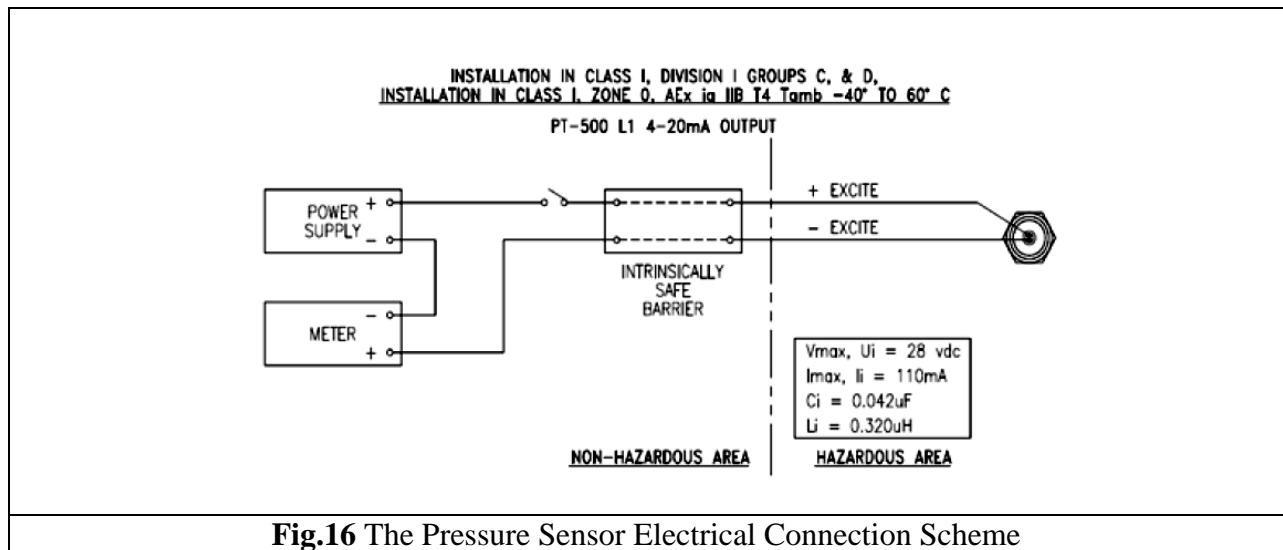 INSTALLATION IN CLASS I, DIVISION I GROUPS C, & D,
INSTALLATION IN CLASS I, ZONE 0, AEx ia IIB T4 Tamb -40° TO 60° C
PT-500 L1 4-20mA OUTPUT
POWER
SUPPLY
+
-
METER
-
+
INTRINSICALLY
SAFE
BARRIER
+ EXCITE
- EXCITE
Vmax, Ui = 28 vdc
Imax, Ii = 110mA
Ci = 0.042uF
Li = 0.320uH
NON-HAZARDOUS AREA
HAZARDOUS AREA
Fig.16 The Pressure Sensor Electrical Connection Scheme